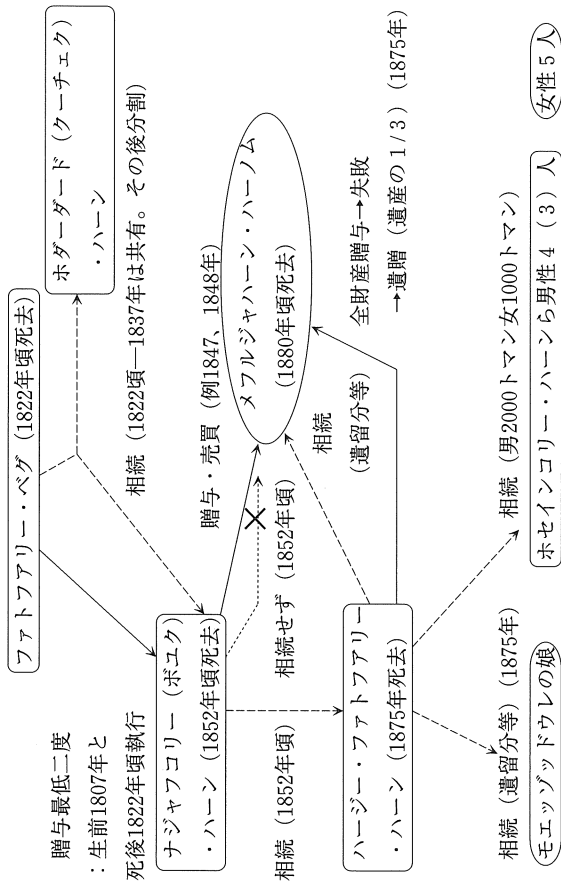 ファトフアリー・ベグ (1822年頃死去)
贈与最低二度
：生前1807年と
死後1822年頃執行
ホダーダード (クーチェク)
・ハーン
相続 (1822頃―1837年は共有。その後分割)
ナジャフコリー (ボユク)
・ハーン (1852年頃死去)
贈与・売買 (例1847、1848年)
メフルジャハーン・ハーノム
(1880年頃死去)
相続せず (1852年頃)
相続 (1852年頃)
相続
(遺留分等)
全財産贈与→失敗
→遺贈 (遺産の1/3) (1875年)
ハージー・ファトフアリー
・ハーン (1875年死去)
相続 (遺留分等) (1875年)
相続 (男2000トマン女1000トマン)
モエッゾッドウレの娘
ホセインコリー・ハーンら男性4 (3) 人
女性5人